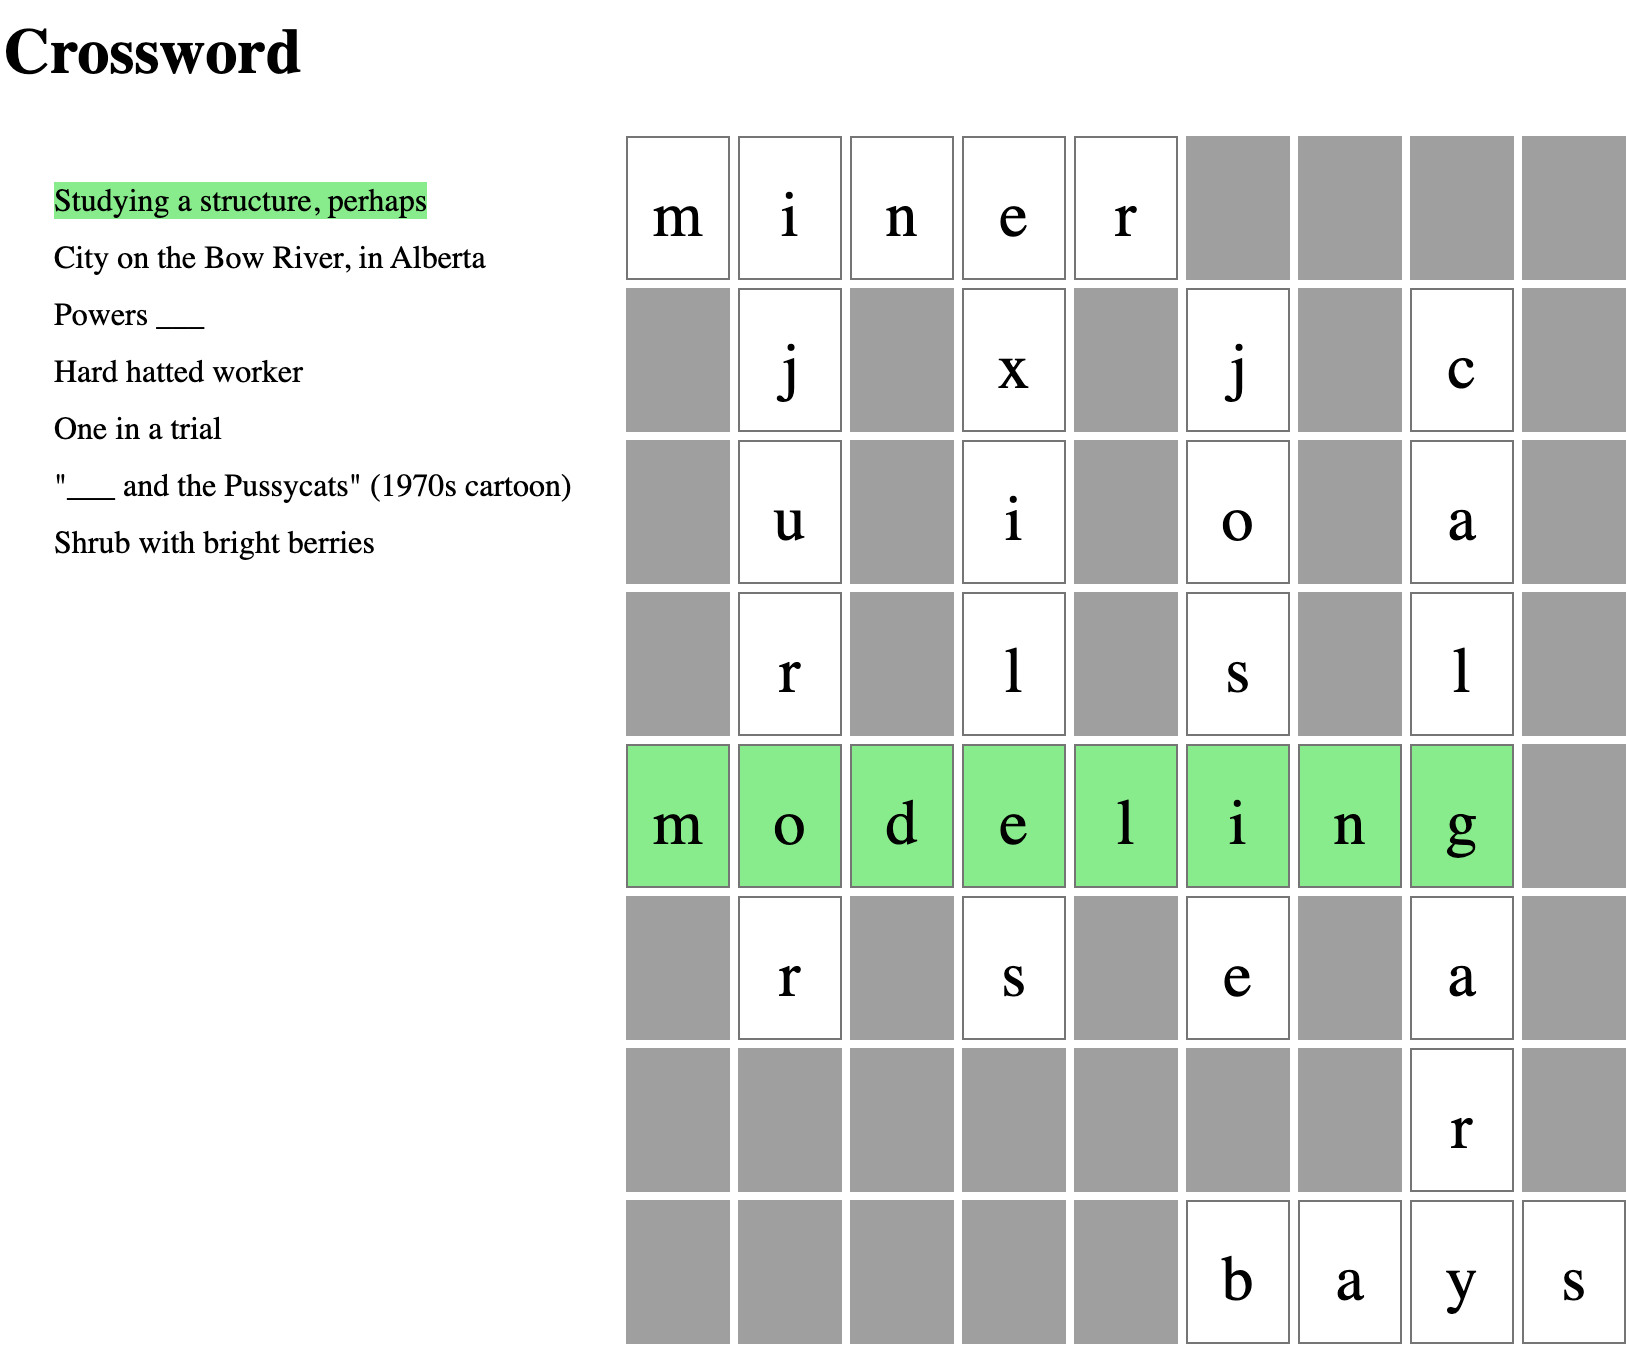 Crossword
Studying a structure, perhaps
City on the Bow River, in Alberta
Powers ___
Hard hatted worker
One in a trial
"___ and the Pussycats" (1970s cartoon)
Shrub with bright berries
m i n e r
j x j c
u i o a
r l s l
m o d e l i n g
r s e a
r
b a y s